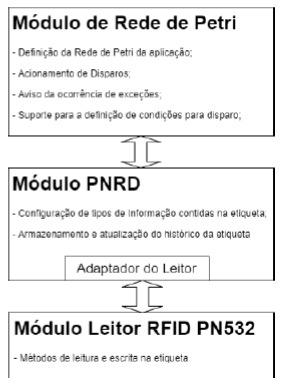 Módulo de Rede de Petri
- Definição da Rede de Petri da aplicação;
- Acionamento de Disparos;
- Aviso da ocorrência de exceções;
- Suporte para a definição de condições para disparo;
Módulo PNRD
- Configuração de tipos de Informação contidas na etiqueta;
- Armazenamento e atualização do histórico da etiqueta
Adaptador do Leitor
Módulo Leitor RFID PN532
- Métodos de leitura e escrita na etiqueta